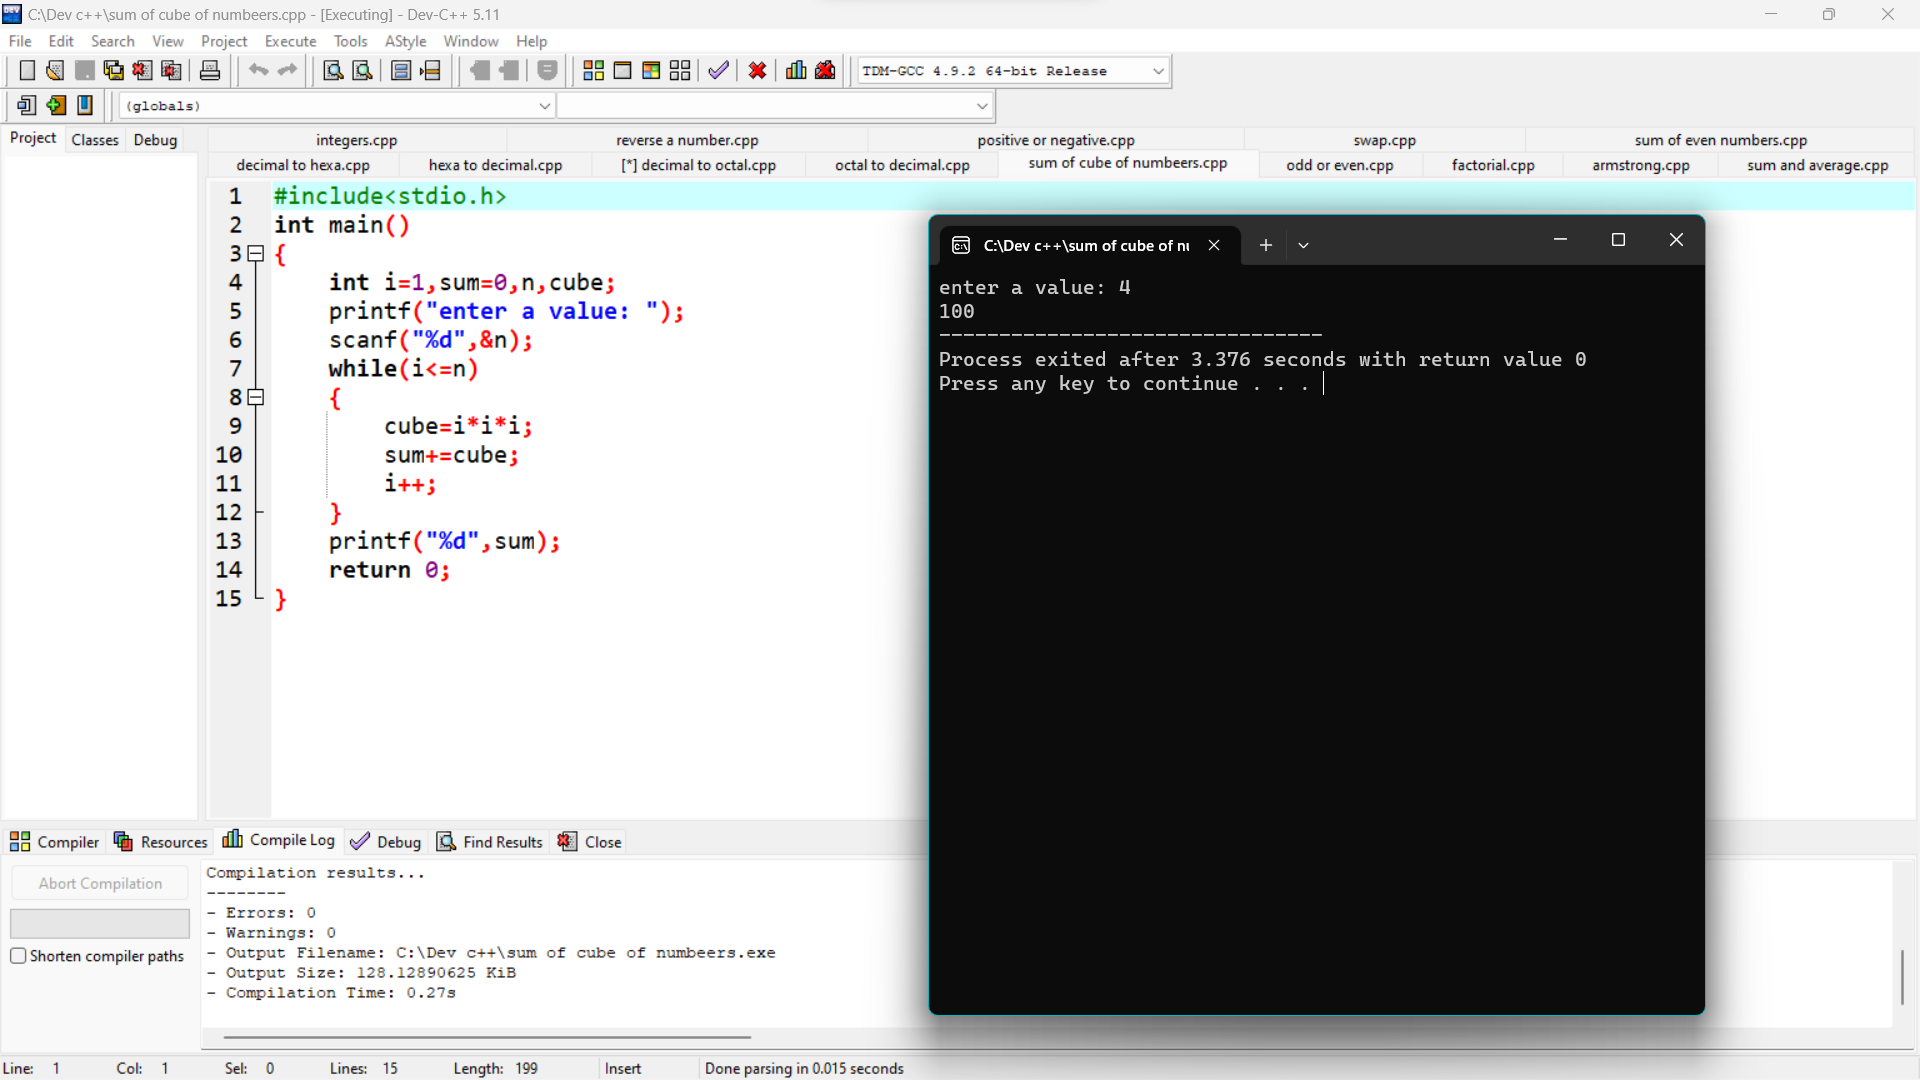 C:\Dev c++\sum of cube of numbeers.cpp - [Executing] - Dev-C++ 5.11
File Edit Search View Project Execute Tools AStyle Window Help
TDM-GCC 4.9.2 64-bit Release
(globals)
Project Classes Debug
integers.cpp reverse a number.cpp positive or negative.cpp swap.cpp sum of even numbers.cpp
decimal to hexa.cpp hexa to decimal.cpp [*] decimal to octal.cpp octal to decimal.cpp sum of cube of numbeers.cpp odd or even.cpp factorial.cpp armstrong.cpp sum and average.cpp
1 #include<stdio.h>
2 int main()
3 {
4 int i=1,sum=0,n,cube;
5 printf("enter a value: ");
6 scanf("%d",&n);
7 while(i<=n)
8 {
9 cube=i*i*i;
10 sum+=cube;
11 i++;
12 }
13 printf("%d",sum);
14 return 0;
15 }
C:\Dev c++\sum of cube of nu
enter a value: 4
100
--------------------------------
Process exited after 3.376 seconds with return value 0
Press any key to continue . . .
Compiler Resources Compile Log Debug Find Results Close
Abort Compilation
Shorten compiler paths
Compilation results...
--------
- Errors: 0
- Warnings: 0
- Output Filename: C:\Dev c++\sum of cube of numbeers.exe
- Output Size: 128.12890625 KiB
- Compilation Time: 0.27s
Line: 1 Col: 1 Sel: 0 Lines: 15 Length: 199 Insert Done parsing in 0.015 seconds